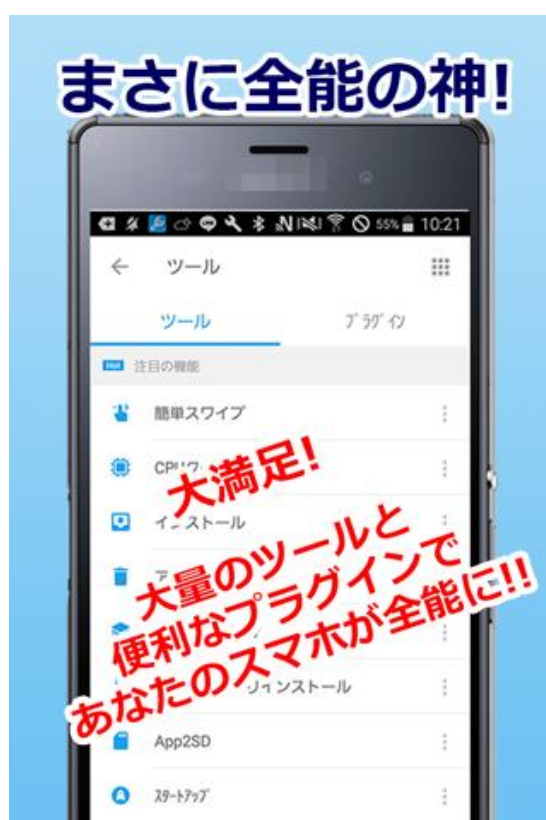 まさに全能の神!
55% 10:21
ツール
ツール ﾌﾟﾗｸﾞｲﾝ
Hot 注目の機能
簡単スワイプ
大満足!
大量のツールと
便利なプラグインで
あなたのスマホが全能に!!
App2SD
ｽﾀｰﾄｱｯﾌﾟ